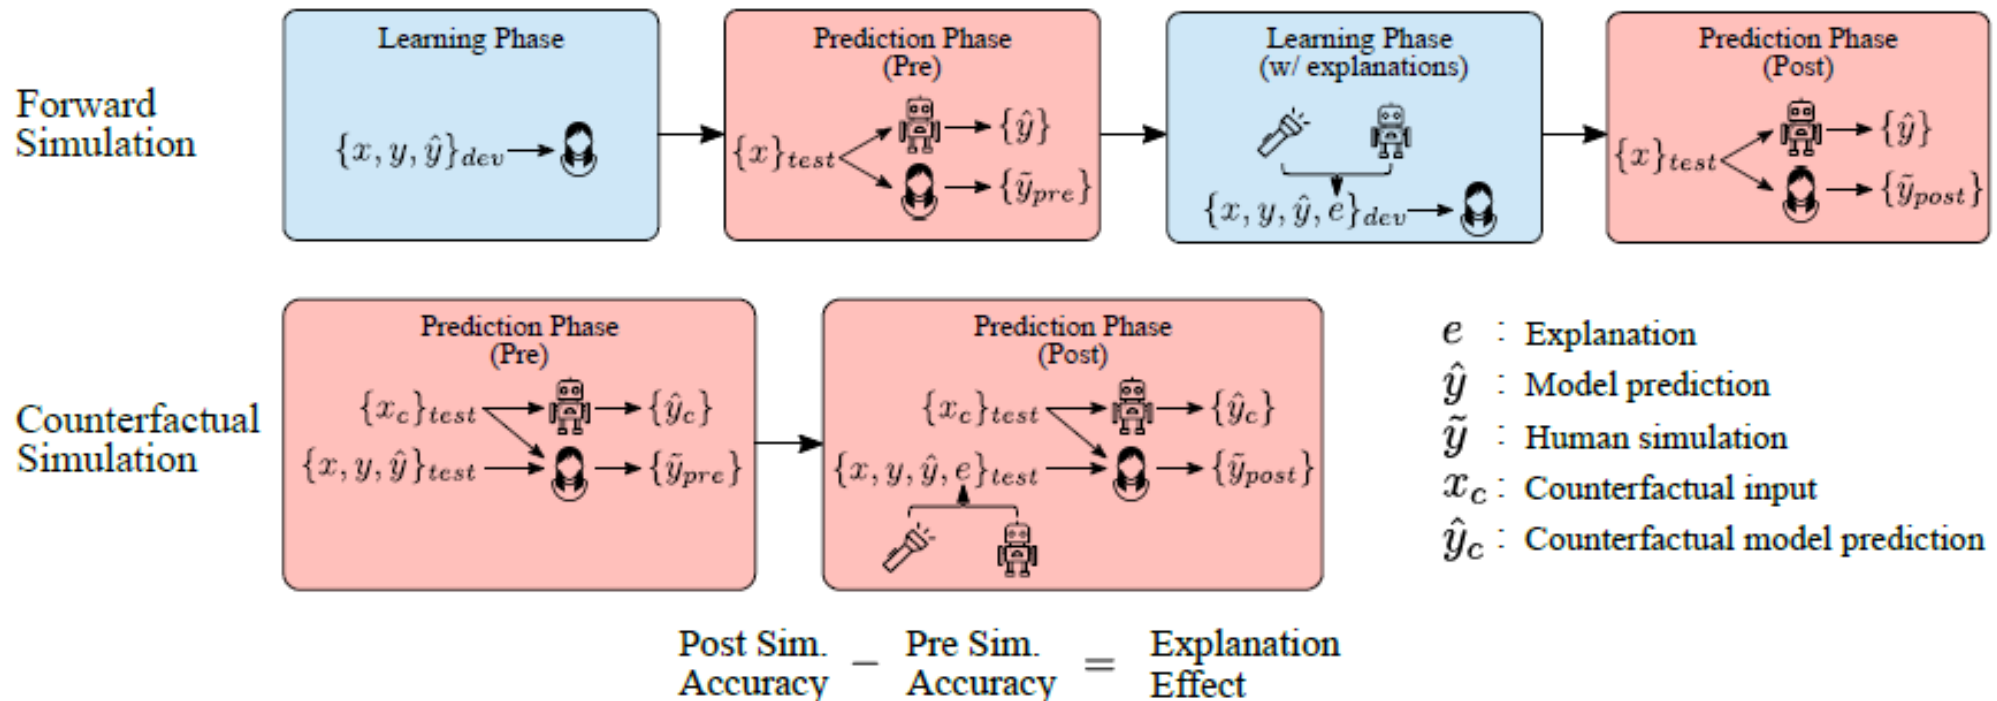 Forward
Simulation
Learning Phase
{x, y, ŷ}dev
Prediction Phase
(Pre)
{x}test
{ŷ}
{ỹpre}
Learning Phase
(w/ explanations)
{x, y, ŷ, e}dev
Prediction Phase
(Post)
{x}test
{ŷ}
{ỹpost}
Counterfactual
Simulation
Prediction Phase
(Pre)
{xc}test
{ŷc}
{x, y, ŷ}test
{ỹpre}
Prediction Phase
(Post)
{xc}test
{ŷc}
{x, y, ŷ, e}test
{ỹpost}
e : Explanation
ŷ : Model prediction
ỹ : Human simulation
xc : Counterfactual input
ŷc : Counterfactual model prediction
Post Sim. Accuracy − Pre Sim. Accuracy = Explanation Effect